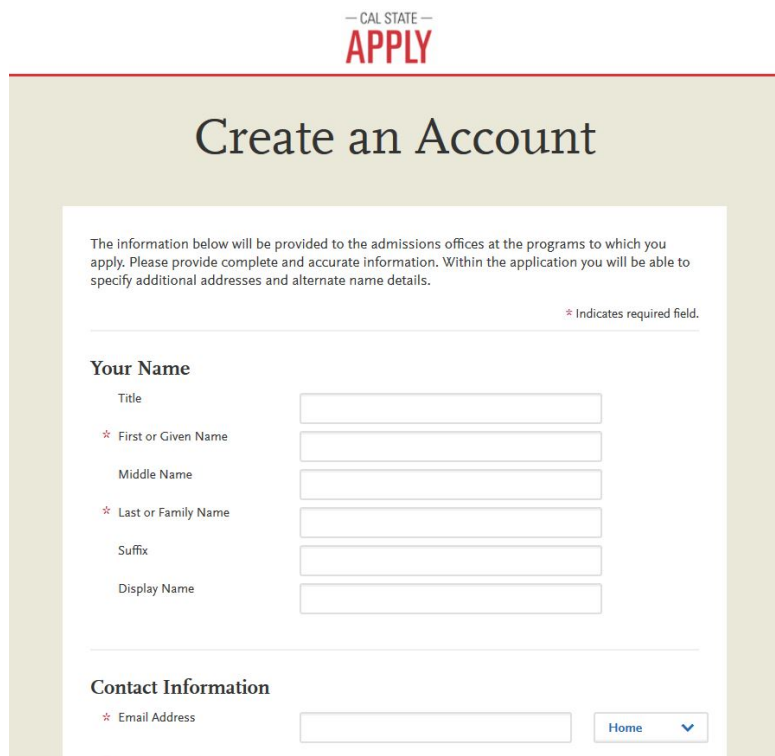 — CAL STATE —
APPLY
Create an Account
The information below will be provided to the admissions offices at the programs to which you
apply. Please provide complete and accurate information. Within the application you will be able to
specify additional addresses and alternate name details.
* Indicates required field.
Your Name
Title
* First or Given Name
Middle Name
* Last or Family Name
Suffix
Display Name
Contact Information
* Email Address
Home